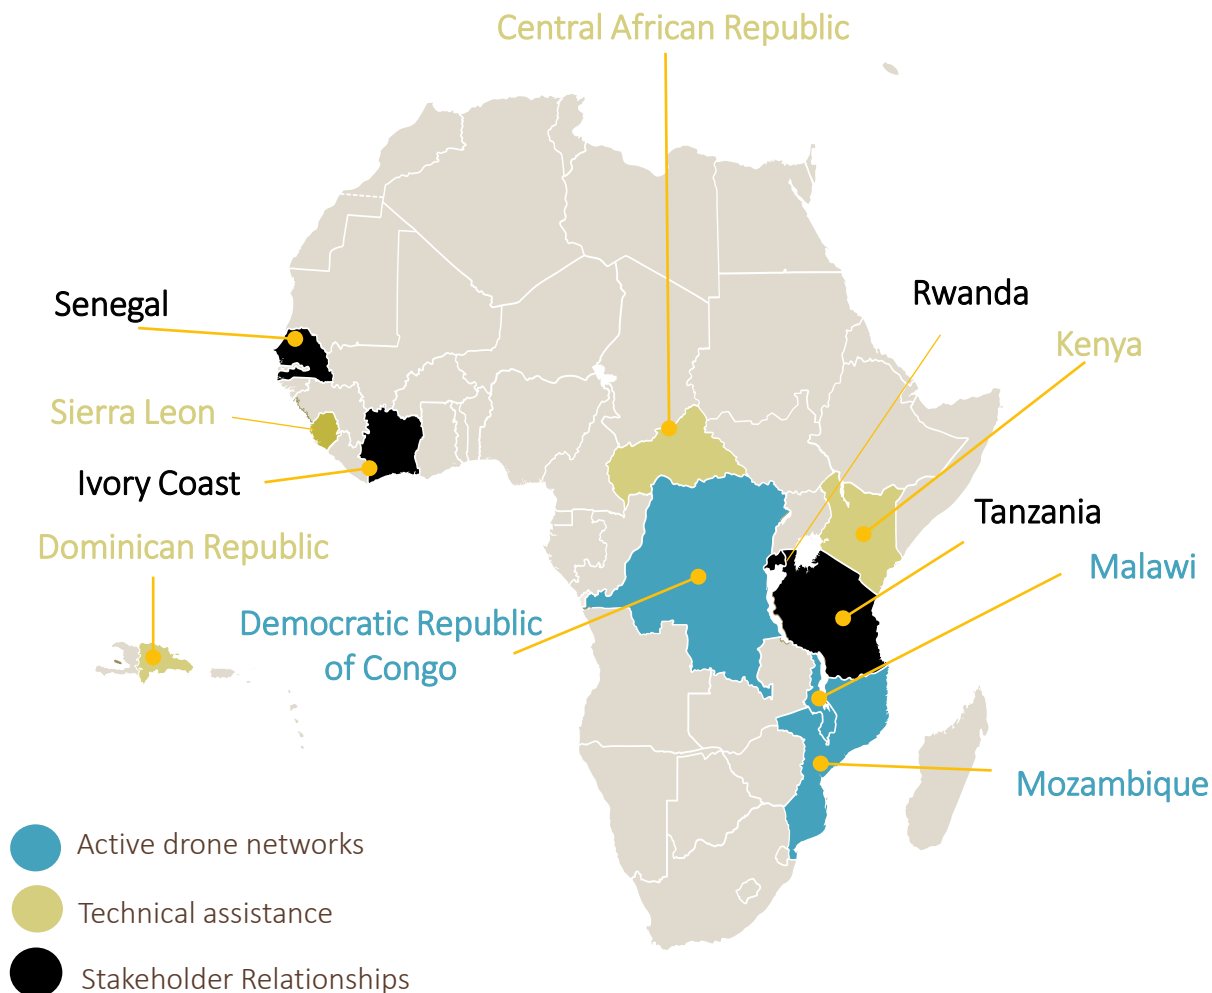 Central African Republic
Rwanda
Senegal
Kenya
Sierra Leon
Ivory Coast
Tanzania
Dominican Republic
Malawi
Democratic Republic
of Congo
Mozambique
Active drone networks
Technical assistance
Stakeholder Relationships